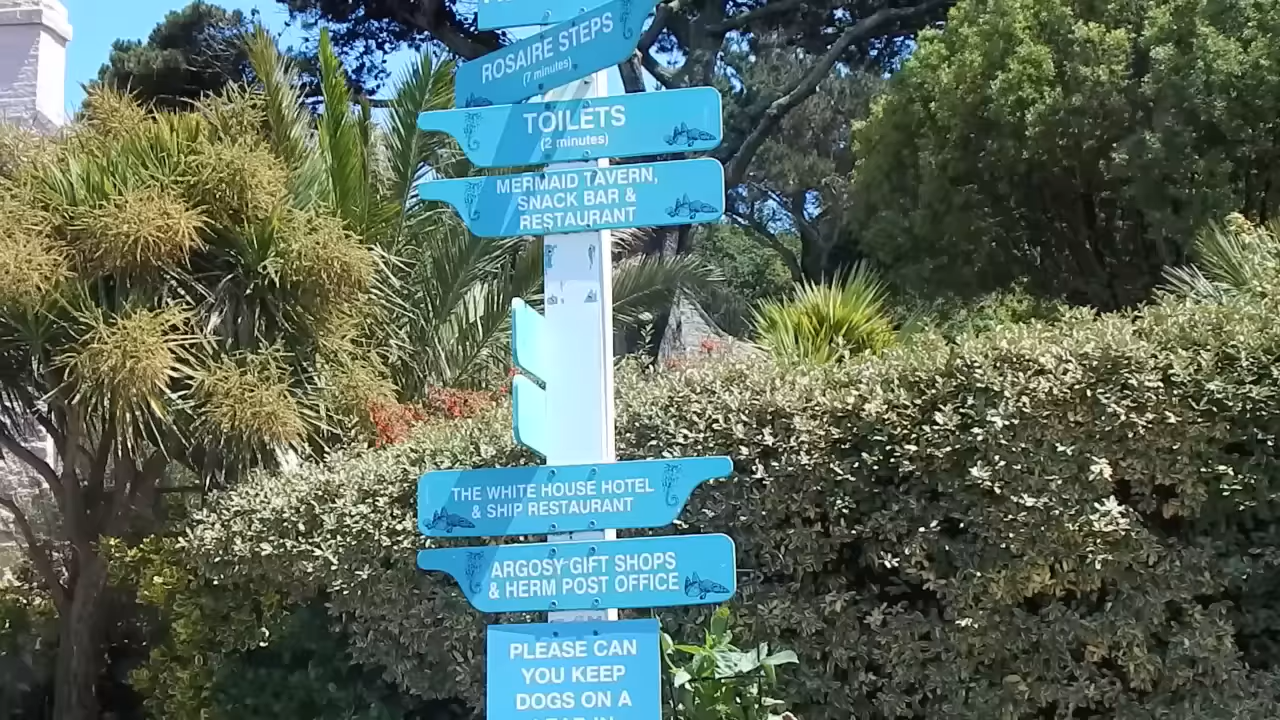 ROSAIRE STEPS
(7 minutes)
TOILETS
(2 minutes)
MERMAID TAVERN,
SNACK BAR &
RESTAURANT
THE WHITE HOUSE HOTEL
& SHIP RESTAURANT
ARGOSY GIFT SHOPS
& HERM POST OFFICE
PLEASE CAN
YOU KEEP
DOGS ON A